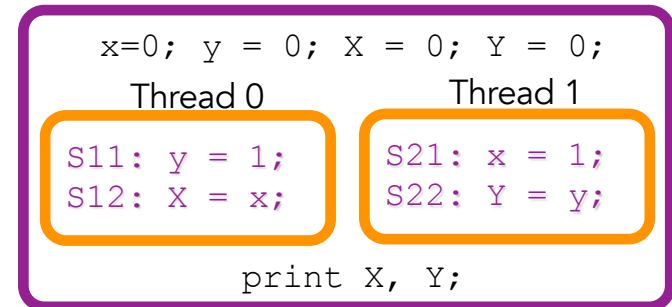 x=0; y = 0; X = 0; Y = 0;
Thread 0
Thread 1
S11: y = 1;
S12: X = x;
S21: x = 1;
S22: Y = y;
print X, Y;